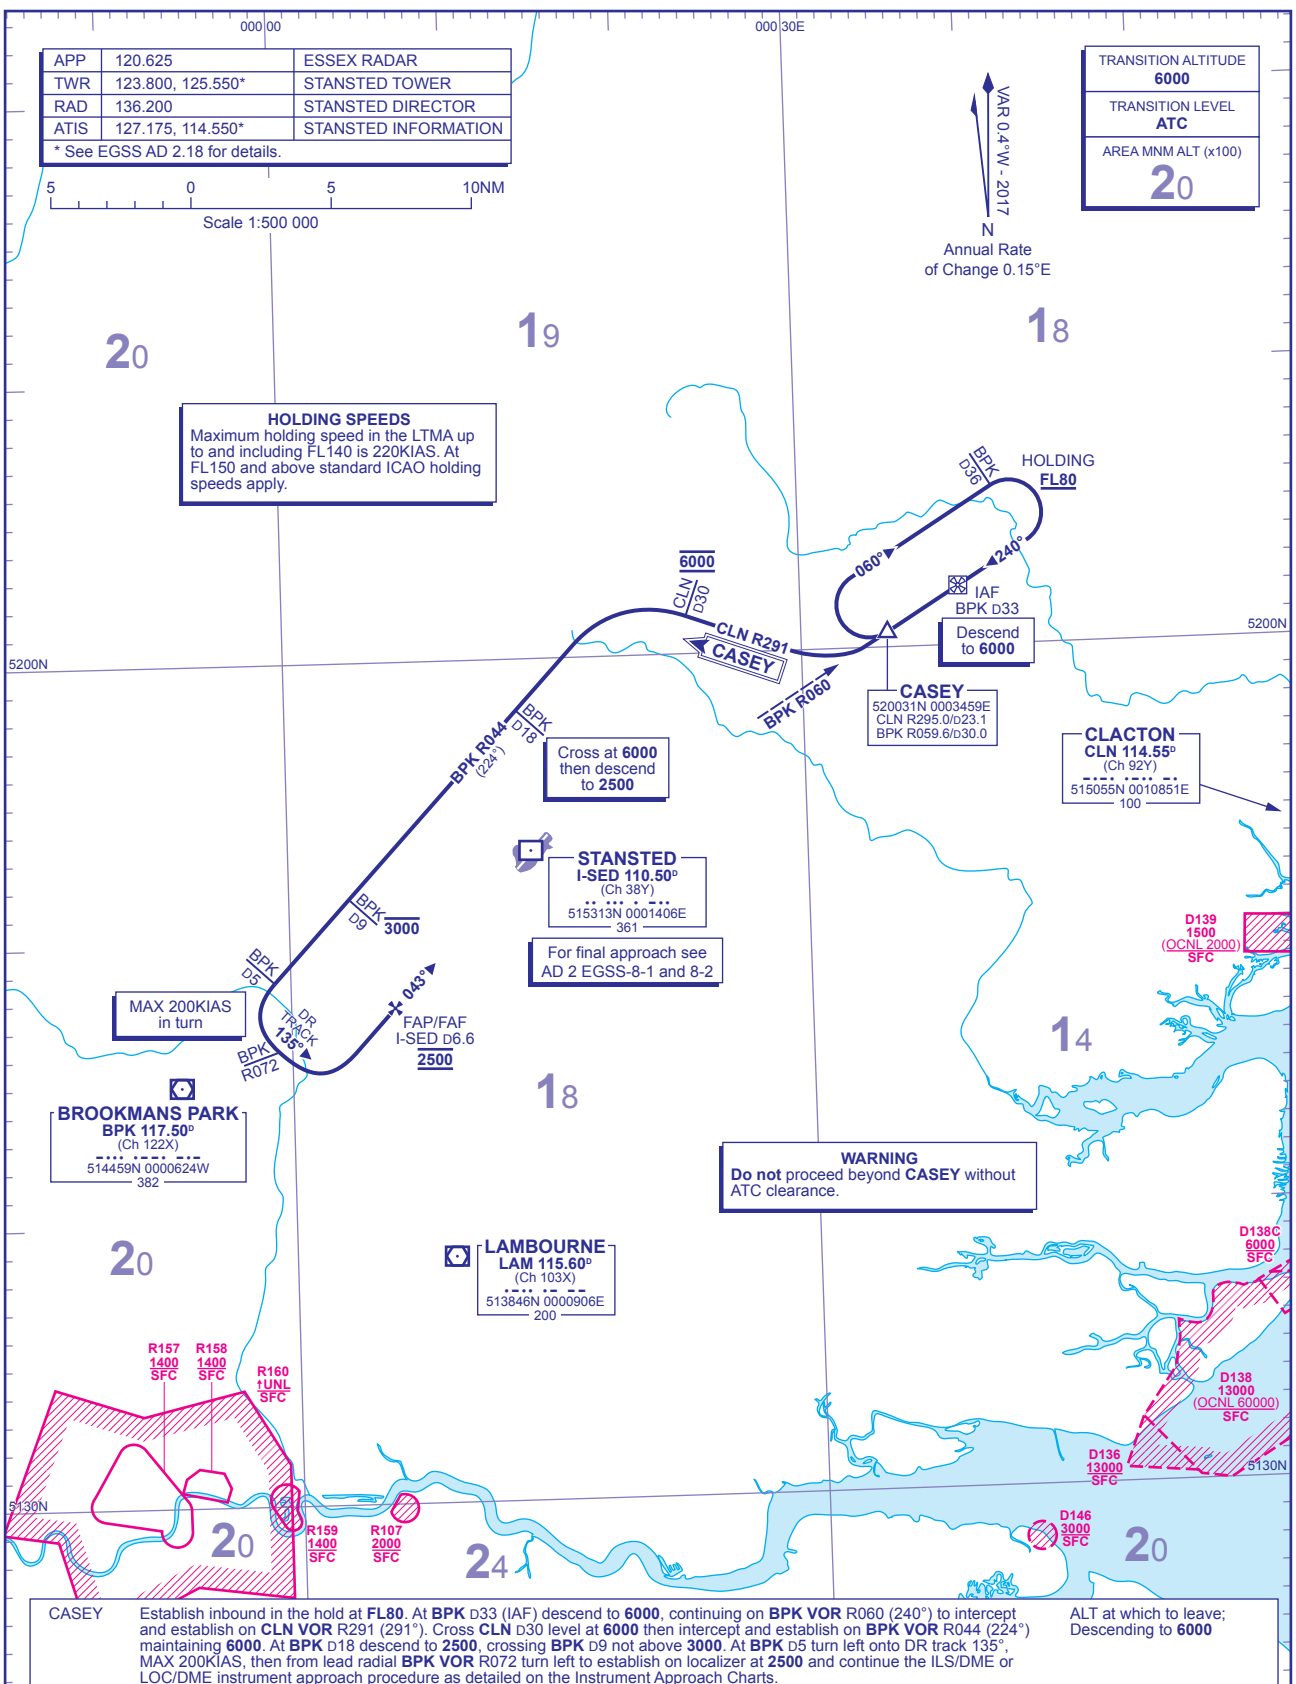 000 00
000 30E
APP 120.625 ESSEX RADAR
TWR 123.800, 125.550* STANSTED TOWER
RAD 136.200 STANSTED DIRECTOR
ATIS 127.175, 114.550* STANSTED INFORMATION
* See EGSS AD 2.18 for details.
5 0 5 10NM
Scale 1:500 000
VAR 0.4°W - 2017
N
Annual Rate
of Change 0.15°E
TRANSITION ALTITUDE
6000
TRANSITION LEVEL
ATC
AREA MNM ALT (x100)
20
20
19
18
HOLDING SPEEDS
Maximum holding speed in the LTMA up
to and including FL140 is 220KIAS. At
FL150 and above standard ICAO holding
speeds apply.
BPK
D36
HOLDING
FL80
060°
240°
IAF
BPK D33
Descend
to 6000
6000
CLN
D30
CLN R291
CASEY
BPK R060
CASEY
520031N 0003459E
CLN R295.0/D23.1
BPK R059.6/D30.0
5200N
5200N
BPK
D18
BPK R044
(224°)
Cross at 6000
then descend
to 2500
CLACTON
CLN 114.55ᴰ
(Ch 92Y)
515055N 0010851E
100
STANSTED
I-SED 110.50ᴰ
(Ch 38Y)
515313N 0001406E
361
For final approach see
AD 2 EGSS-8-1 and 8-2
BPK
D9
3000
BPK
D5
MAX 200KIAS
in turn
DR
TRACK
135°
BPK
R072
043°
FAP/FAF
I-SED D6.6
2500
D139
1500
(OCNL 2000)
SFC
14
18
BROOKMANS PARK
BPK 117.50ᴰ
(Ch 122X)
514459N 0000624W
382
WARNING
Do not proceed beyond CASEY without
ATC clearance.
20
LAMBOURNE
LAM 115.60ᴰ
(Ch 103X)
513846N 0000906E
200
D138C
6000
SFC
R157
1400
SFC
R158
1400
SFC
R160
↑UNL
SFC
D138
13000
(OCNL 60000)
SFC
D136
13000
SFC
5130N
5130N
20
R159
1400
SFC
R107
2000
SFC
24
D146
3000
SFC
20
CASEY Establish inbound in the hold at FL80. At BPK D33 (IAF) descend to 6000, continuing on BPK VOR R060 (240°) to intercept
and establish on CLN VOR R291 (291°). Cross CLN D30 level at 6000 then intercept and establish on BPK VOR R044 (224°)
maintaining 6000. At BPK D18 descend to 2500, crossing BPK D9 not above 3000. At BPK D5 turn left onto DR track 135°,
MAX 200KIAS, then from lead radial BPK VOR R072 turn left to establish on localizer at 2500 and continue the ILS/DME or
LOC/DME instrument approach procedure as detailed on the Instrument Approach Charts.
ALT at which to leave;
Descending to 6000